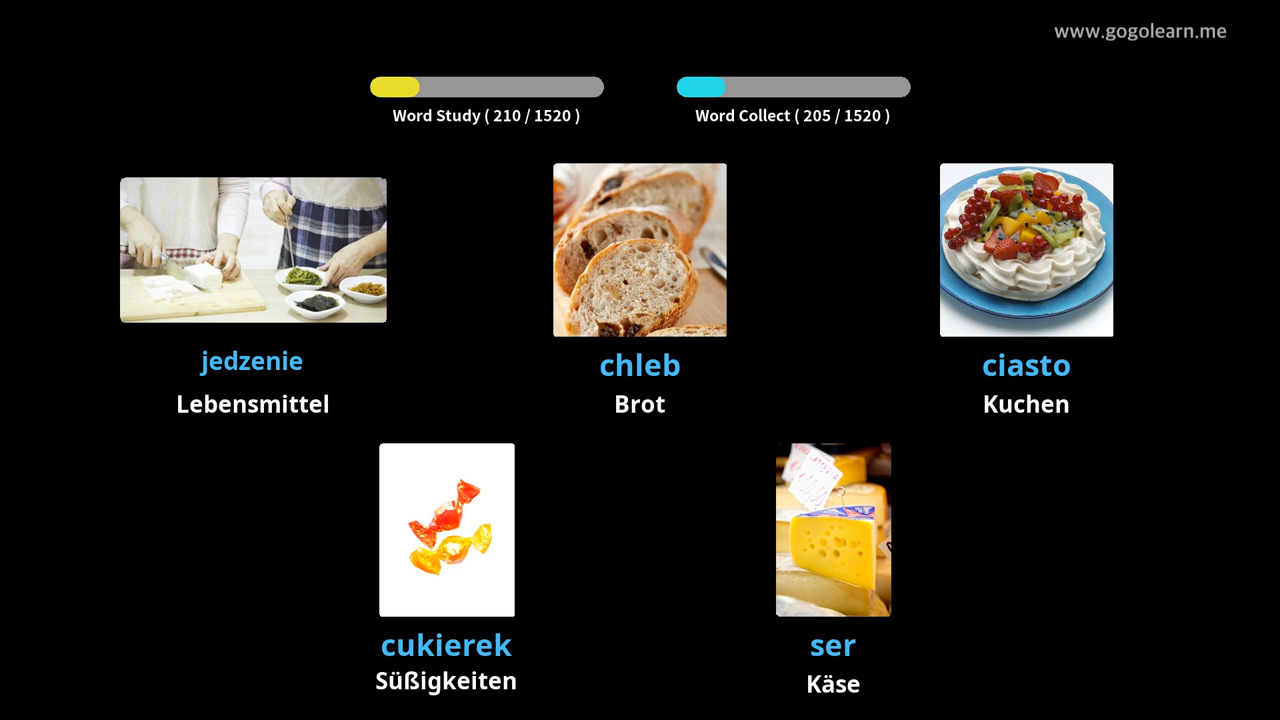 www.gogolearn.me
Word Study ( 210 / 1520 )
Word Collect ( 205 / 1520 )
jedzenie
Lebensmittel
chleb
Brot
ciasto
Kuchen
cukierek
Süßigkeiten
ser
Käse